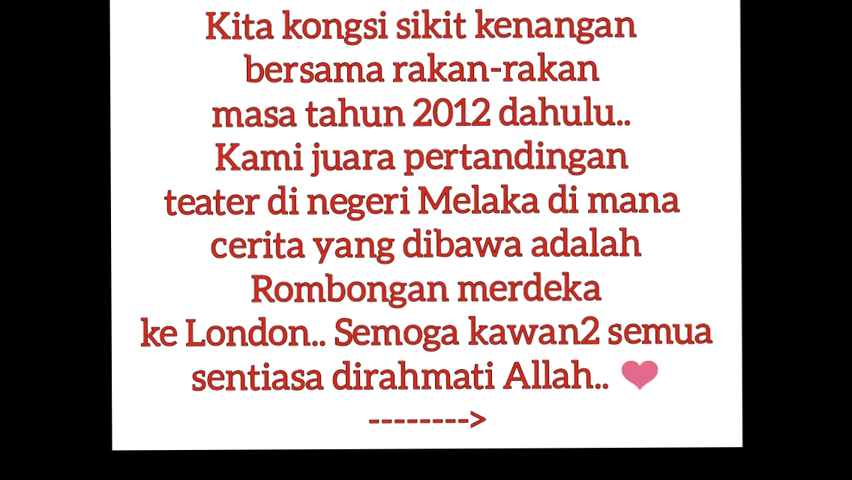 Kita kongsi sikit kenangan
bersama rakan-rakan
masa tahun 2012 dahulu..
Kami juara pertandingan
teater di negeri Melaka di mana
cerita yang dibawa adalah
Rombongan merdeka
ke London.. Semoga kawan2 semua
sentiasa dirahmati Allah.. ❤
-------->